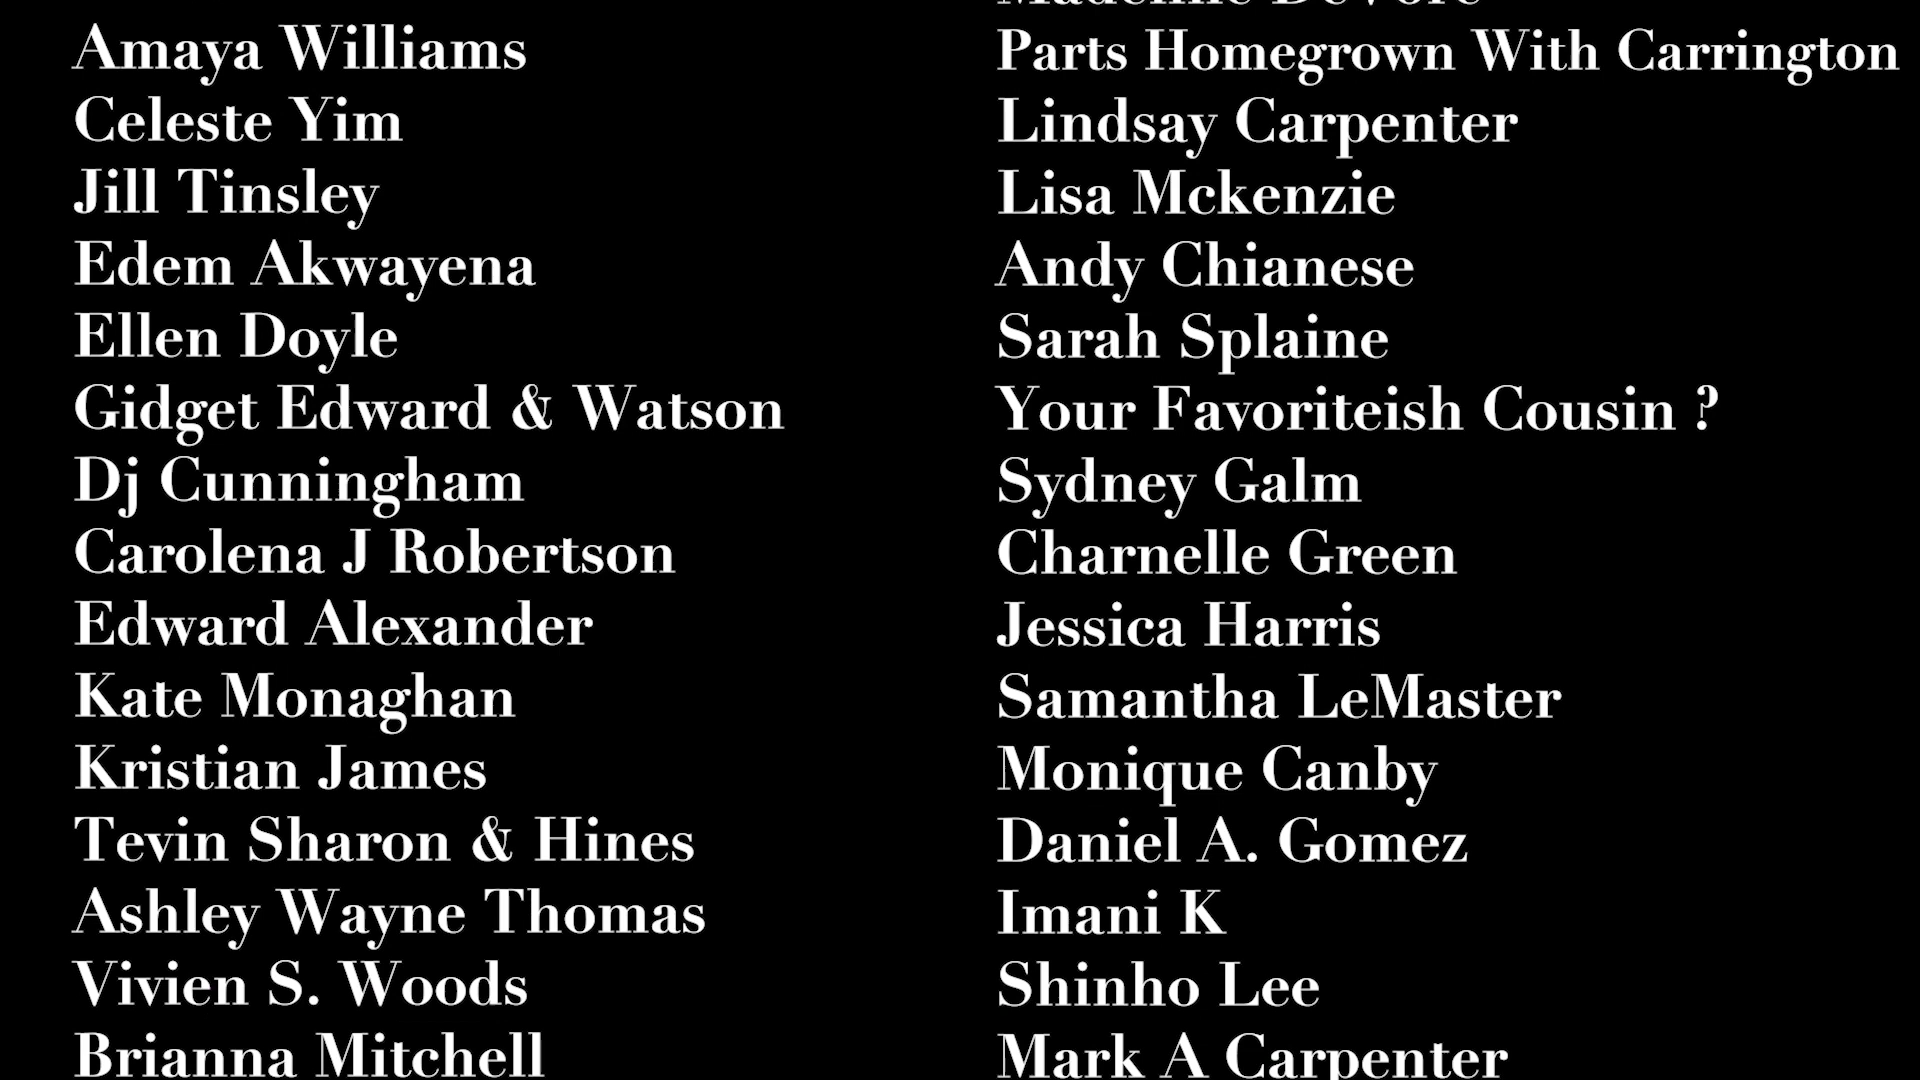 Amaya Williams
Celeste Yim
Jill Tinsley
Edem Akwayena
Ellen Doyle
Gidget Edward & Watson
Dj Cunningham
Carolena J Robertson
Edward Alexander
Kate Monaghan
Kristian James
Tevin Sharon & Hines
Ashley Wayne Thomas
Vivien S. Woods
Brianna Mitchell
Parts Homegrown With Carrington
Lindsay Carpenter
Lisa Mckenzie
Andy Chianese
Sarah Splaine
Your Favoriteish Cousin ?
Sydney Galm
Charnelle Green
Jessica Harris
Samantha LeMaster
Monique Canby
Daniel A. Gomez
Imani K
Shinho Lee
Mark A Carpenter